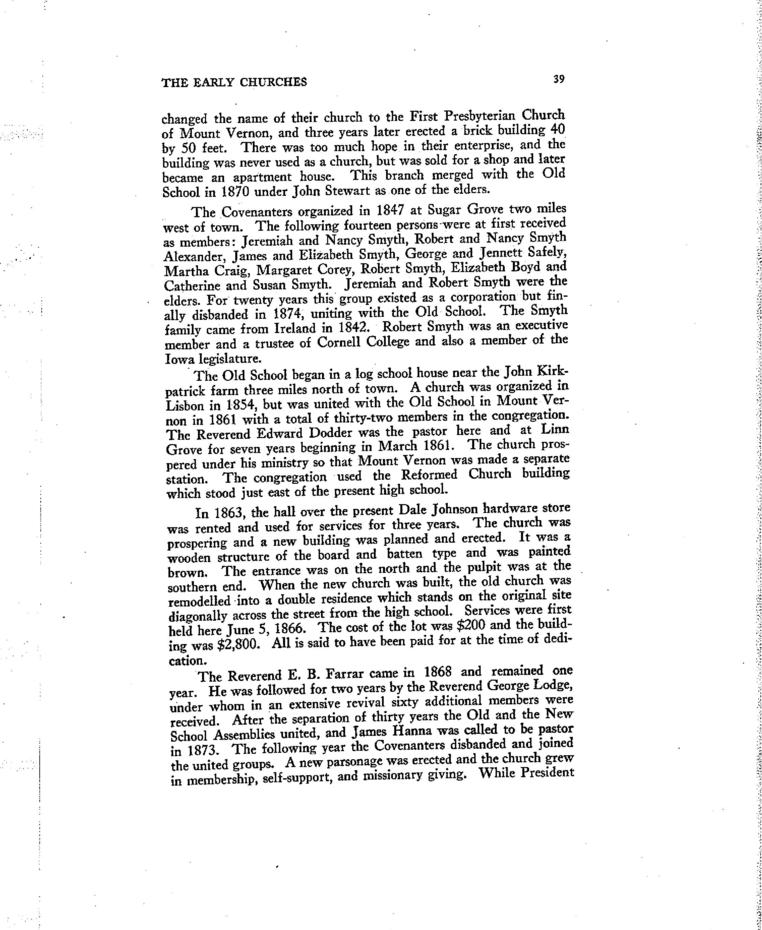 THE EARLY CHURCHES 39
changed the name of their church to the First Presbyterian Church
of Mount Vernon, and three years later erected a brick building 40
by 50 feet. There was too much hope in their enterprise, and the
building was never used as a church, but was sold for a shop and later
became an apartment house. This branch merged with the Old
School in 1870 under John Stewart as one of the elders.
The Covenanters organized in 1847 at Sugar Grove two miles
west of town. The following fourteen persons were at first received
as members: Jeremiah and Nancy Smyth, Robert and Nancy Smyth
Alexander, James and Elizabeth Smyth, George and Jennett Safely,
Martha Craig, Margaret Corey, Robert Smyth, Elizabeth Boyd and
Catherine and Susan Smyth. Jeremiah and Robert Smyth were the
elders. For twenty years this group existed as a corporation but fin-
ally disbanded in 1874, uniting with the Old School. The Smyth
family came from Ireland in 1842. Robert Smyth was an executive
member and a trustee of Cornell College and also a member of the
Iowa legislature.
The Old School began in a log school house near the John Kirk-
patrick farm three miles north of town. A church was organized in
Lisbon in 1854, but was united with the Old School in Mount Ver-
non in 1861 with a total of thirty-two members in the congregation.
The Reverend Edward Dodder was the pastor here and at Linn
Grove for seven years beginning in March 1861. The church pros-
pered under his ministry so that Mount Vernon was made a separate
station. The congregation used the Reformed Church building
which stood just east of the present high school.
In 1863, the hall over the present Dale Johnson hardware store
was rented and used for services for three years. The church was
prospering and a new building was planned and erected. It was a
wooden structure of the board and batten type and was painted
brown. The entrance was on the north and the pulpit was at the
southern end. When the new church was built, the old church was
remodelled into a double residence which stands on the original site
diagonally across the street from the high school. Services were first
held here June 5, 1866. The cost of the lot was $200 and the build-
ing was $2,800. All is said to have been paid for at the time of dedi-
cation.
The Reverend E. B. Farrar came in 1868 and remained one
year. He was followed for two years by the Reverend George Lodge,
under whom in an extensive revival sixty additional members were
received. After the separation of thirty years the Old and the New
School Assemblies united, and James Hanna was called to be pastor
in 1873. The following year the Covenanters disbanded and joined
the united groups. A new parsonage was erected and the church grew
in membership, self-support, and missionary giving. While President